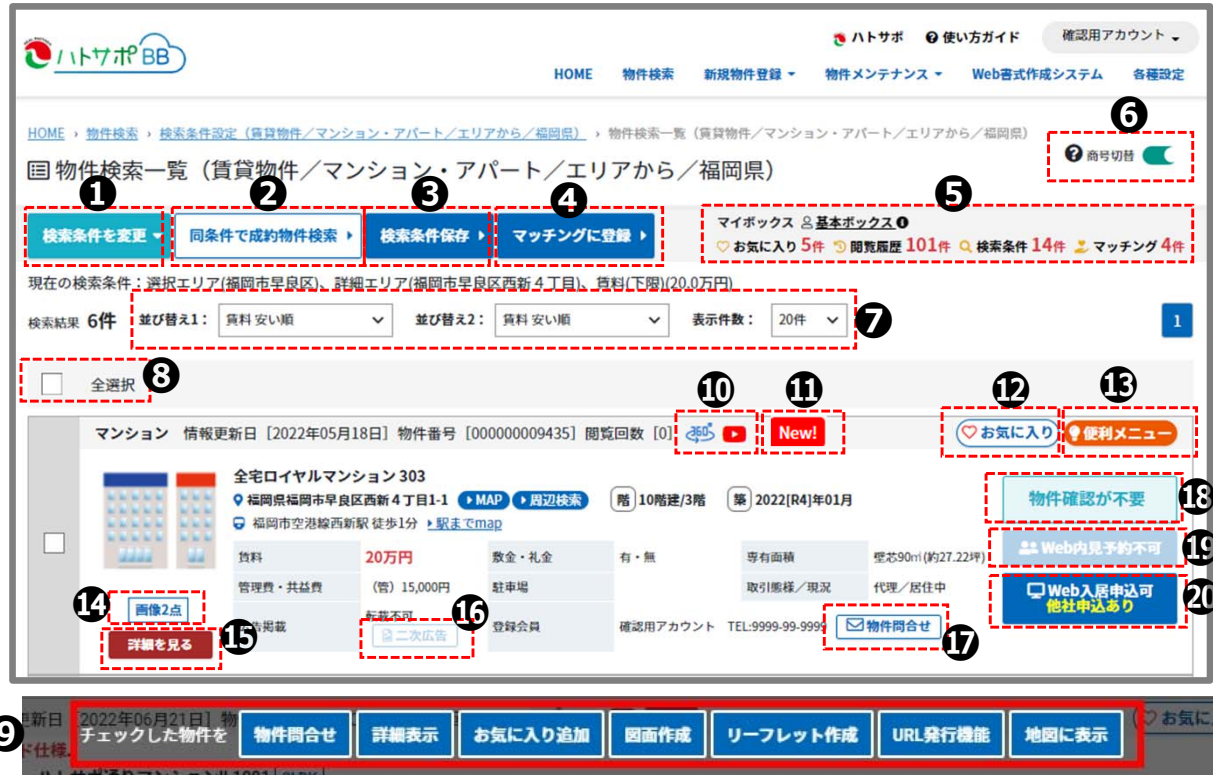 ハトサポBB
ハトサポ ❓使い方ガイド 確認用アカウント
HOME 物件検索 新規物件登録 物件メンテナンス Web書式作成システム 各種設定
❻
HOME › 物件検索 › 検索条件設定（賃貸物件／マンション・アパート／エリアから／福岡県） › 物件検索一覧（賃貸物件／マンション・アパート／エリアから／福岡県）
❓商号切替
物件検索一覧（賃貸物件／マンション・アパート／エリアから／福岡県）
❶ ❷ ❸ ❹ ❺
検索条件を変更 同条件で成約物件検索 検索条件保存 マッチングに登録
マイボックス 基本ボックス
お気に入り 5件 閲覧履歴 101件 検索条件 14件 マッチング 4件
現在の検索条件：選択エリア(福岡市早良区)、詳細エリア(福岡市早良区西新４丁目)、賃料(下限)(20.0万円)
検索結果 6件 並び替え1： 賃料 安い順 並び替え2： 賃料 安い順 表示件数： 20件 ❼ 1
全選択 ❽
❿ ⓫ ⓬ ⓭
マンション 情報更新日［2022年05月18日］物件番号［000000009435］閲覧回数［0］ 360° New! お気に入り 便利メニュー
全宅ロイヤルマンション 303
福岡県福岡市早良区西新４丁目1-1 MAP 周辺検索 階 10階建/3階 築 2022[R4]年01月
福岡市空港線西新駅 徒歩1分 駅までmap
物件確認が不要 ⓲
賃料 20万円 敷金・礼金 有・無 専有面積 壁芯90㎡(約27.22坪)
Web内見予約不可 ⓳
管理費・共益費 (管）15,000円 駐車場 取引態様／現況 代理／居住中
Web入居申込可
他社申込あり ⓴
⓮ 画像2点
告掲載 転載不可 二次広告 ⓰ 登録会員 確認用アカウント TEL:9999-99-9999 物件問合せ ⓱
詳細を見る ⓯
更新日［2022年06月21日］物 お気に
9 チェックした物件を 物件問合せ 詳細表示 お気に入り追加 図面作成 リーフレット作成 URL発行機能 地図に表示